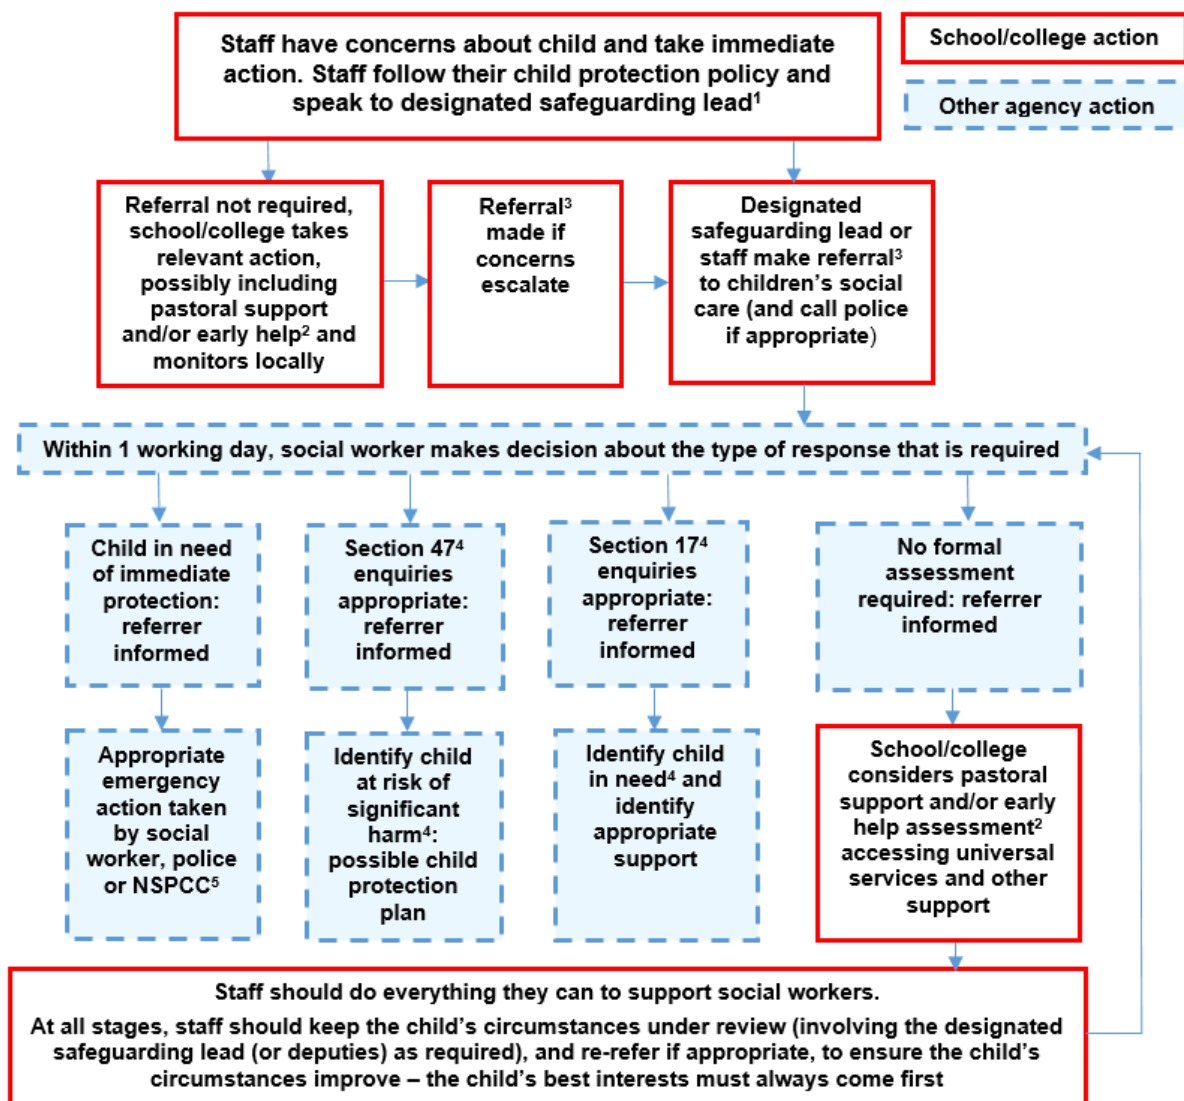 Staff have concerns about child and take immediate
action. Staff follow their child protection policy and
speak to designated safeguarding lead¹
School/college action
Other agency action
Referral not required,
school/college takes
relevant action,
possibly including
pastoral support
and/or early help² and
monitors locally
Referral³
made if
concerns
escalate
Designated
safeguarding lead or
staff make referral³
to children’s social
care (and call police
if appropriate)
Within 1 working day, social worker makes decision about the type of response that is required
Child in need
of immediate
protection:
referrer
informed
Section 47⁴
enquiries
appropriate:
referrer
informed
Section 17⁴
enquiries
appropriate:
referrer
informed
No formal
assessment
required: referrer
informed
Appropriate
emergency
action taken
by social
worker, police
or NSPCC⁵
Identify child
at risk of
significant
harm⁴:
possible child
protection
plan
Identify child
in need⁴ and
identify
appropriate
support
School/college
considers pastoral
support and/or early
help assessment²
accessing universal
services and other
support
Staff should do everything they can to support social workers.
At all stages, staff should keep the child’s circumstances under review (involving the designated
safeguarding lead (or deputies) as required), and re-refer if appropriate, to ensure the child’s
circumstances improve – the child’s best interests must always come first